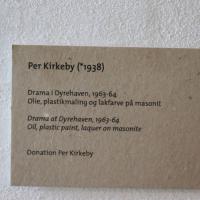 Per Kirkeby (*1938)
Drama i Dyrehaven, 1963-64
Olie, plastikmaling og lakfarve på masonit
Drama at Dyrehaven, 1963-64
Oil, plastic paint, laquer on masonite
Donation Per Kirkeby